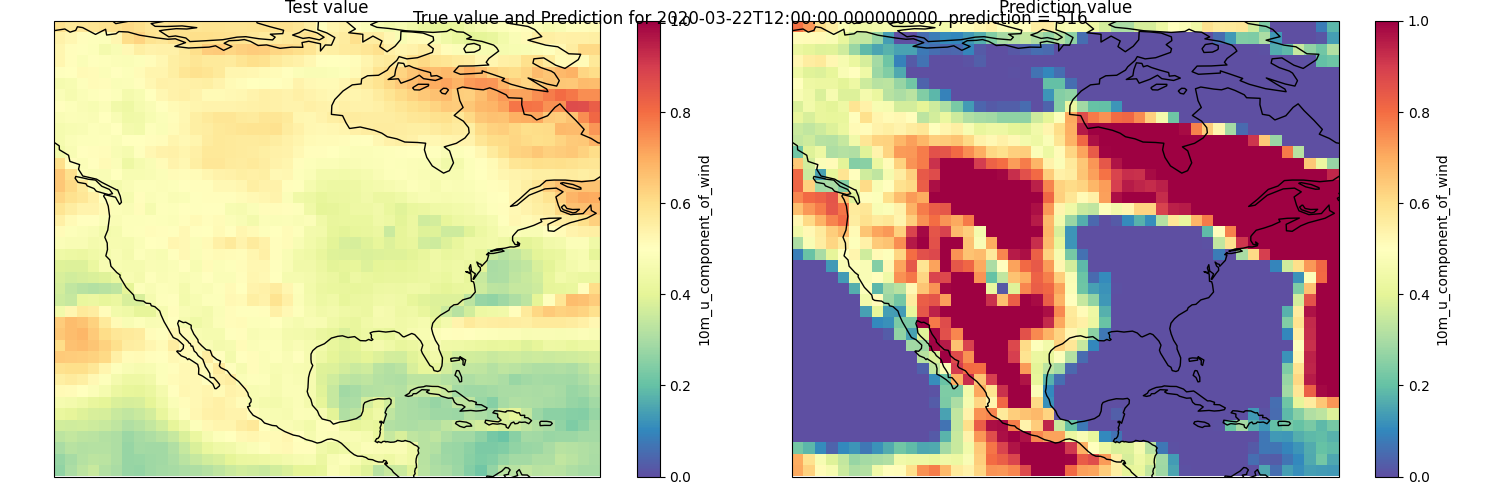 Test value
Prediction value
True value and Prediction for 2020-03-22T12:00:00.000000000, prediction = 516
1.0
0.8
0.6
0.4
0.2
0.0
10m_u_component_of_wind
1.0
0.8
0.6
0.4
0.2
0.0
10m_u_component_of_wind